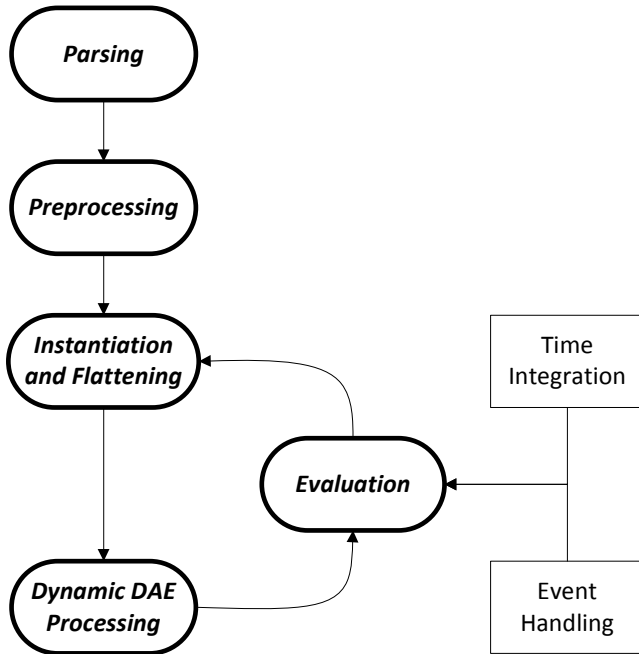 Parsing
Preprocessing
Instantiation
and Flattening
Time
Integration
Evaluation
Dynamic DAE
Processing
Event
Handling